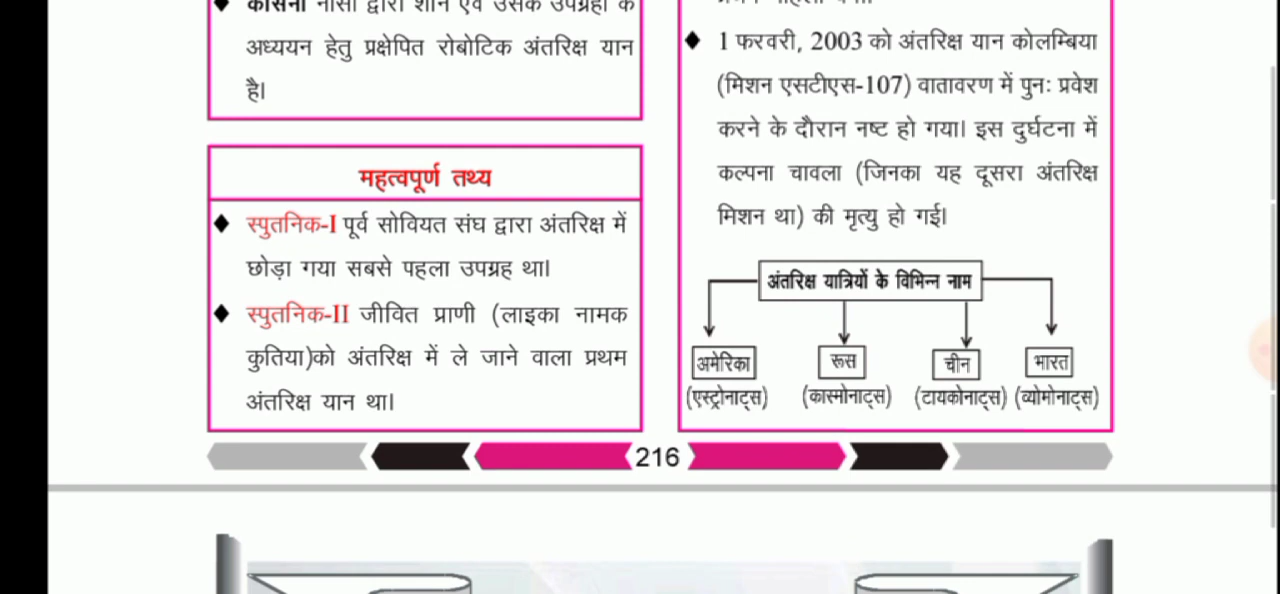 कासिनी नासा द्वारा शनि एवं उसके उपग्रहों के
अध्ययन हेतु प्रक्षेपित रोबोटिक अंतरिक्ष यान
है।
महत्वपूर्ण तथ्य
स्पुतनिक-I पूर्व सोवियत संघ द्वारा अंतरिक्ष में
छोड़ा गया सबसे पहला उपग्रह था।
स्पुतनिक-II जीवित प्राणी (लाइका नामक
कुतिया)को अंतरिक्ष में ले जाने वाला प्रथम
अंतरिक्ष यान था।
1 फरवरी, 2003 को अंतरिक्ष यान कोलम्बिया
(मिशन एसटीएस-107) वातावरण में पुनः प्रवेश
करने के दौरान नष्ट हो गया। इस दुर्घटना में
कल्पना चावला (जिनका यह दूसरा अंतरिक्ष
मिशन था) की मृत्यु हो गई।
अंतरिक्ष यात्रियों के विभिन्न नाम
अमेरिका रूस चीन भारत
(एस्ट्रोनाट्स) (कास्मोनाट्स) (टायकोनाट्स) (व्योमोनाट्स)
216